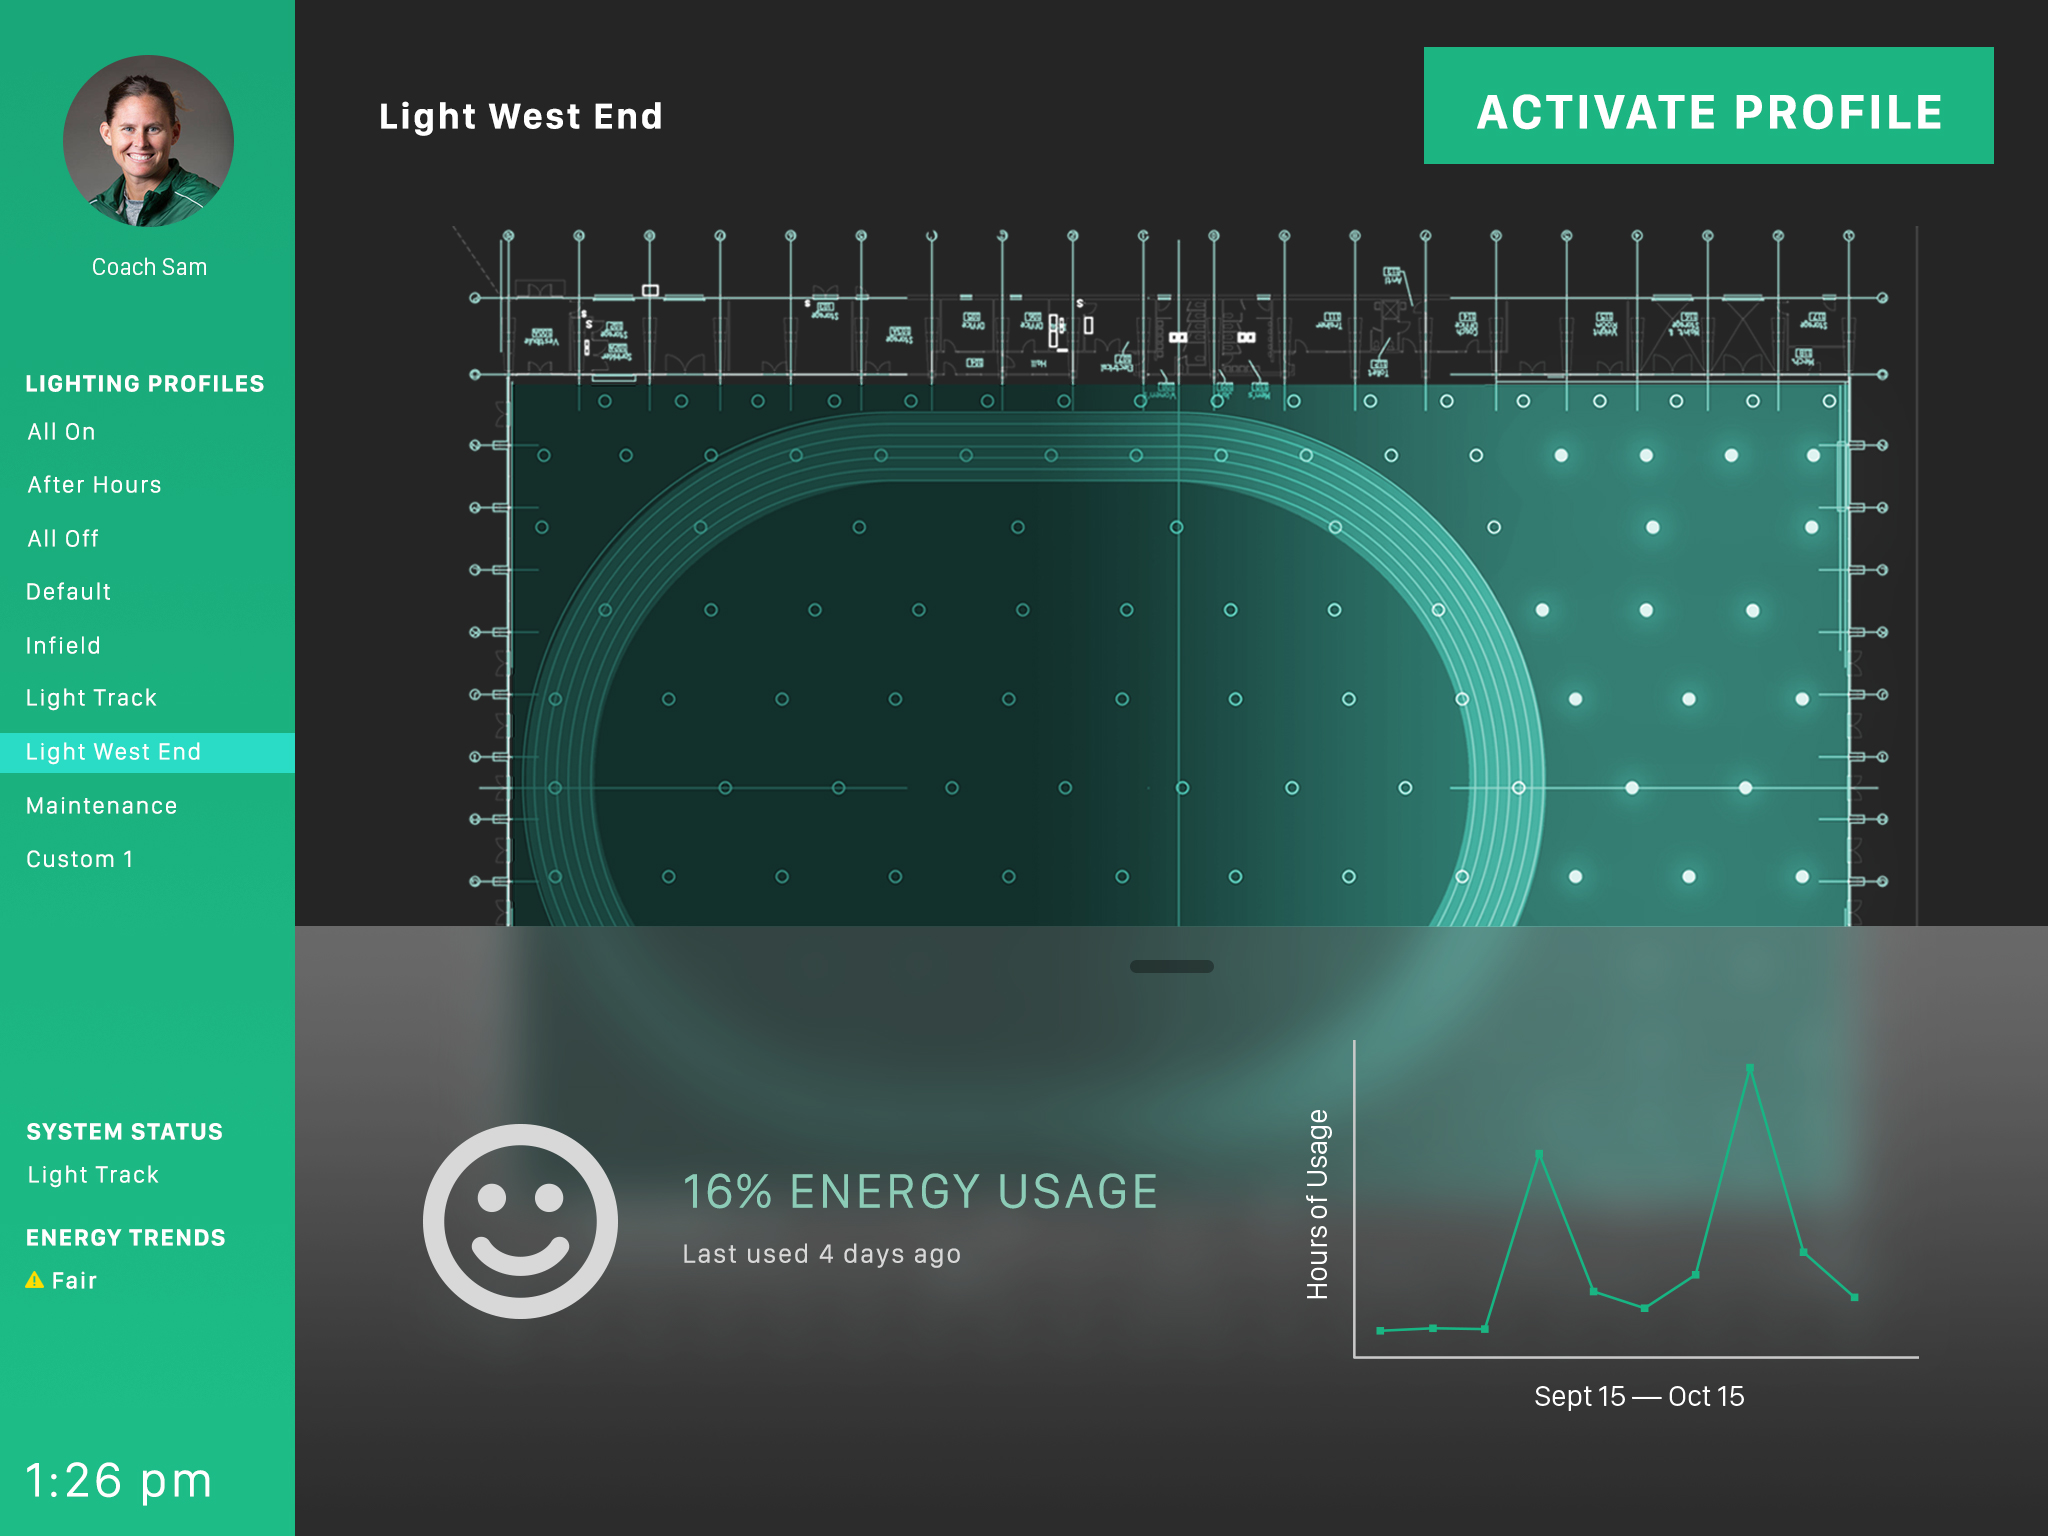 Coach Sam
LIGHTING PROFILES
All On
After Hours
All Off
Default
Infield
Light Track
Light West End
Maintenance
Custom 1
SYSTEM STATUS
Light Track
ENERGY TRENDS
Fair
1:26 pm
Light West End
ACTIVATE PROFILE
16% ENERGY USAGE
Last used 4 days ago
Hours of Usage
Sept 15 — Oct 15